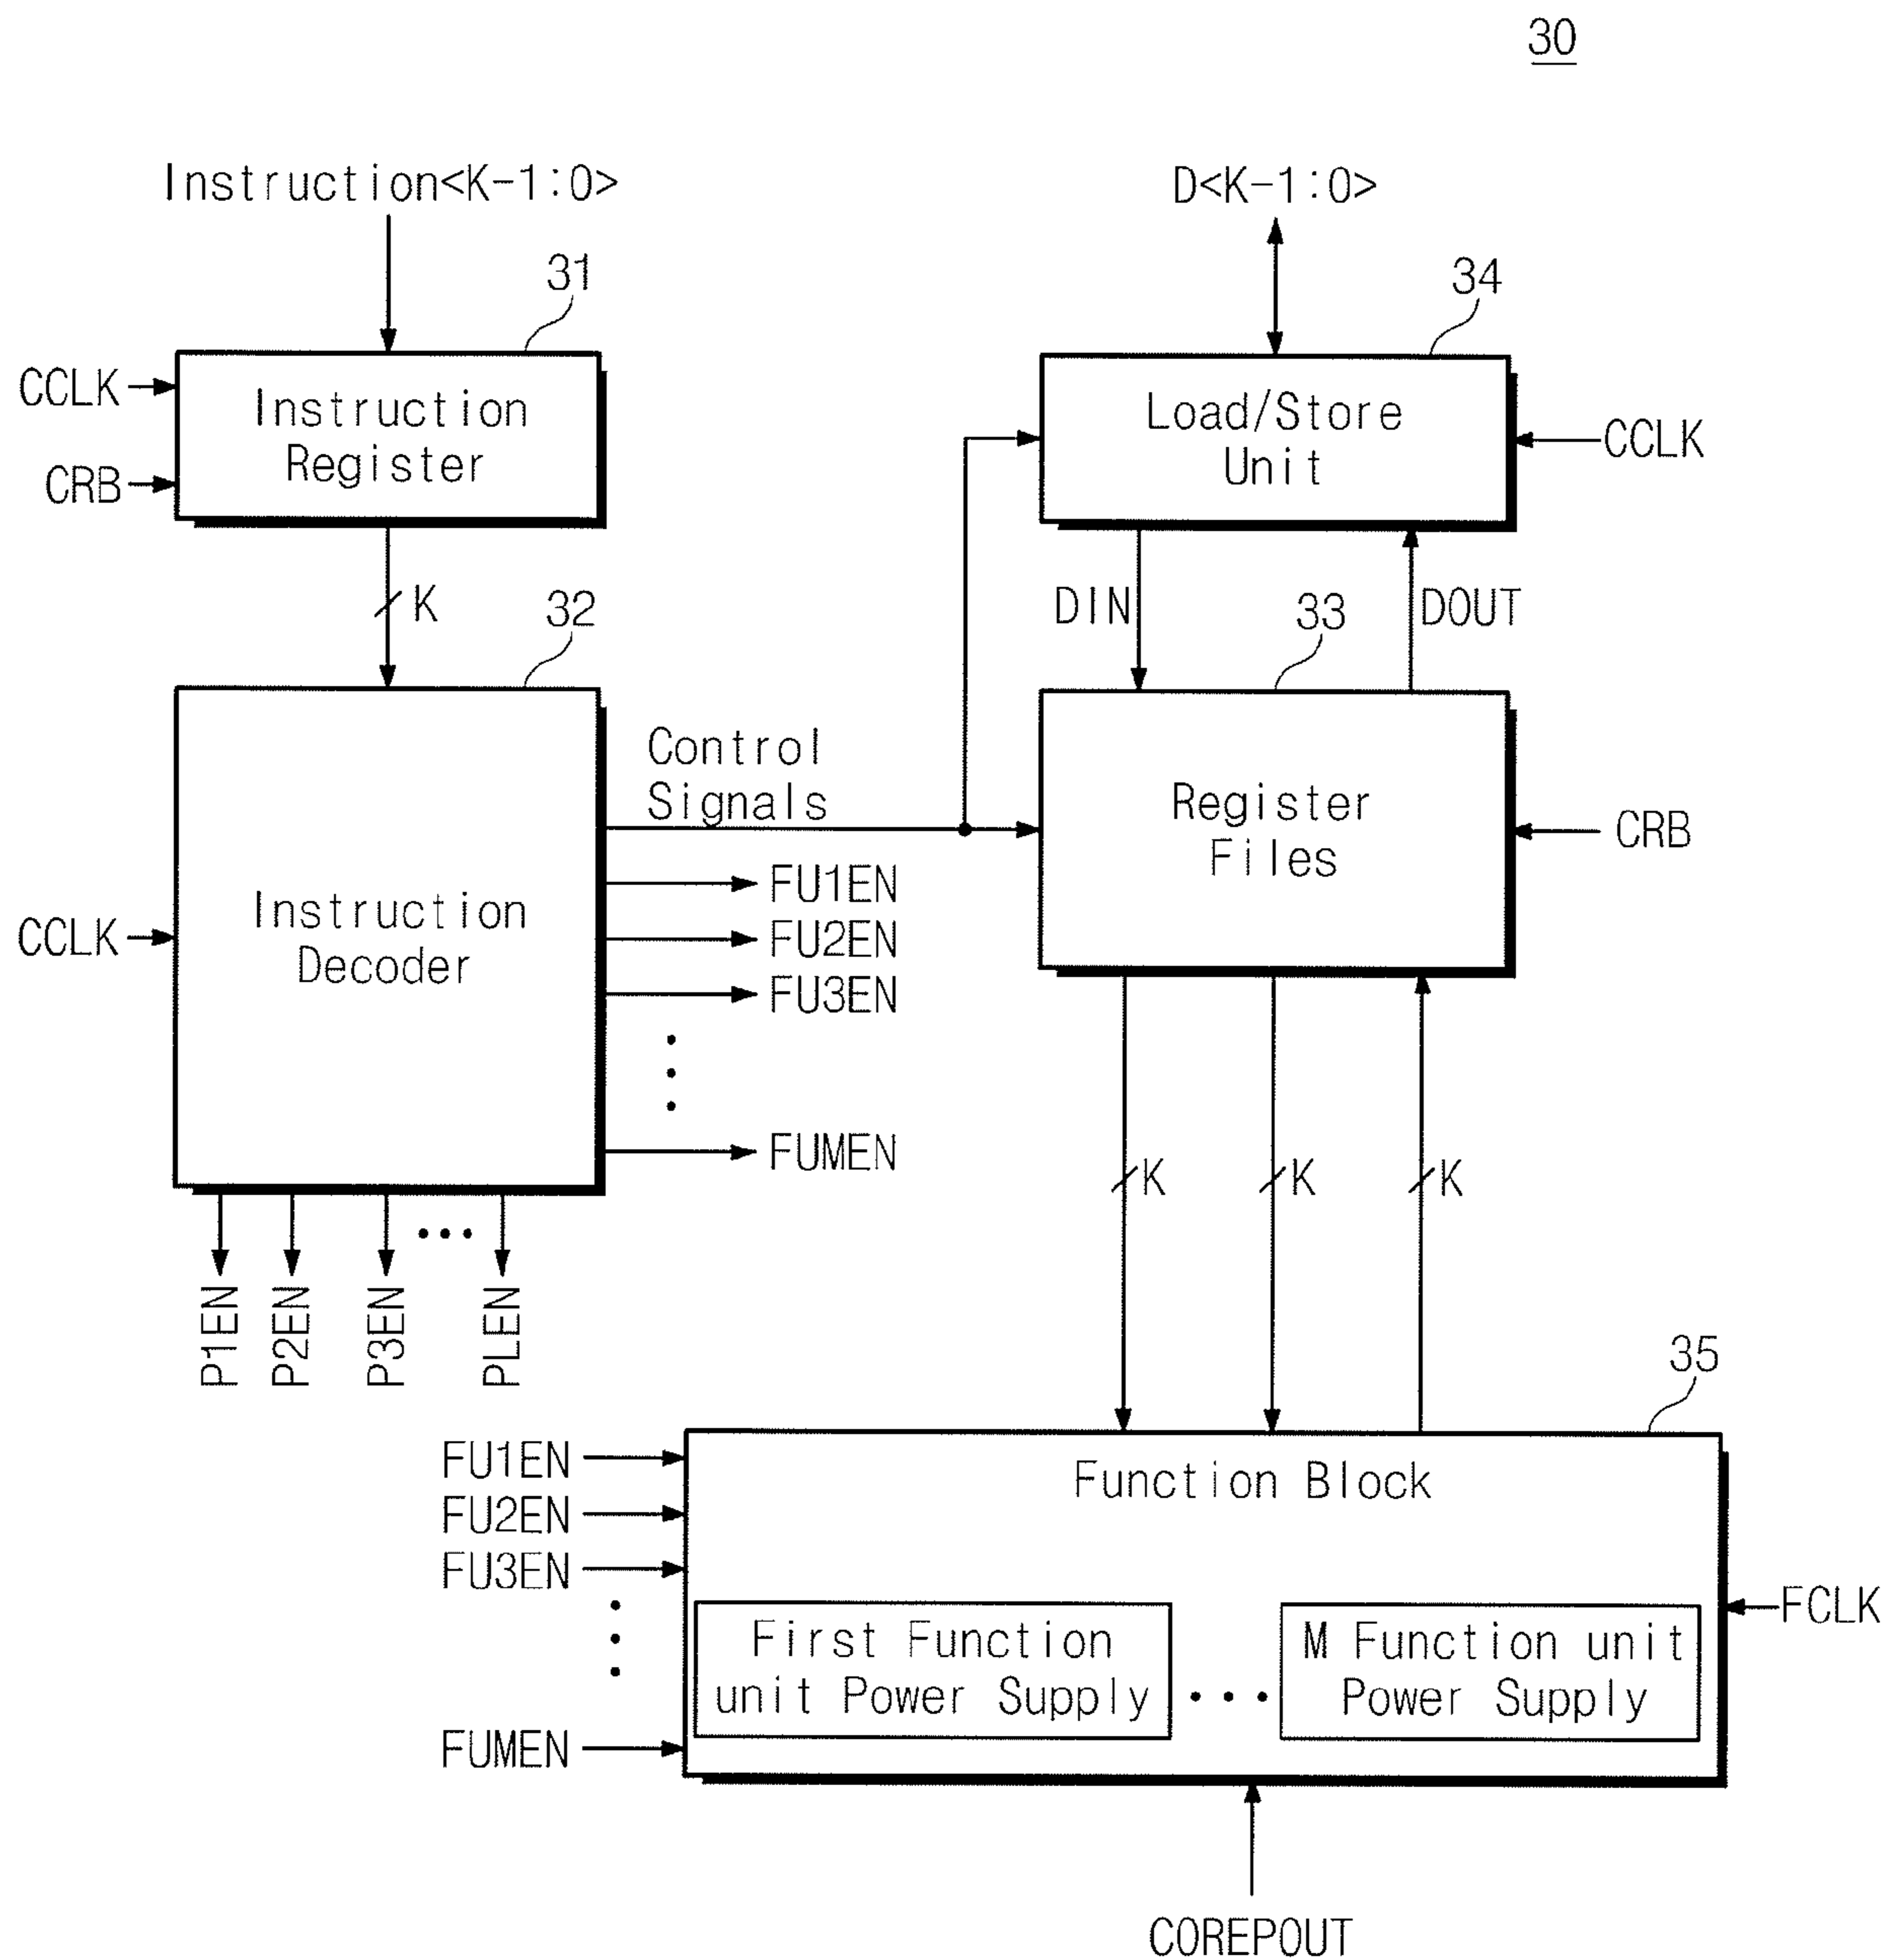 30
Instruction<K-1:0>
D<K-1:0>
31
34
CCLK
Instruction
Register
CRB
Load/Store
Unit
CCLK
K
32
DIN
33
DOUT
Control
Signals
Register
Files
CRB
FU1EN
FU2EN
FU3EN
FUMEN
CCLK
Instruction
Decoder
K
K
K
P1EN
P2EN
P3EN
PLEN
35
FU1EN
FU2EN
FU3EN
FUMEN
Function Block
FCLK
First Function
unit Power Supply
M Function unit
Power Supply
COREPOUT